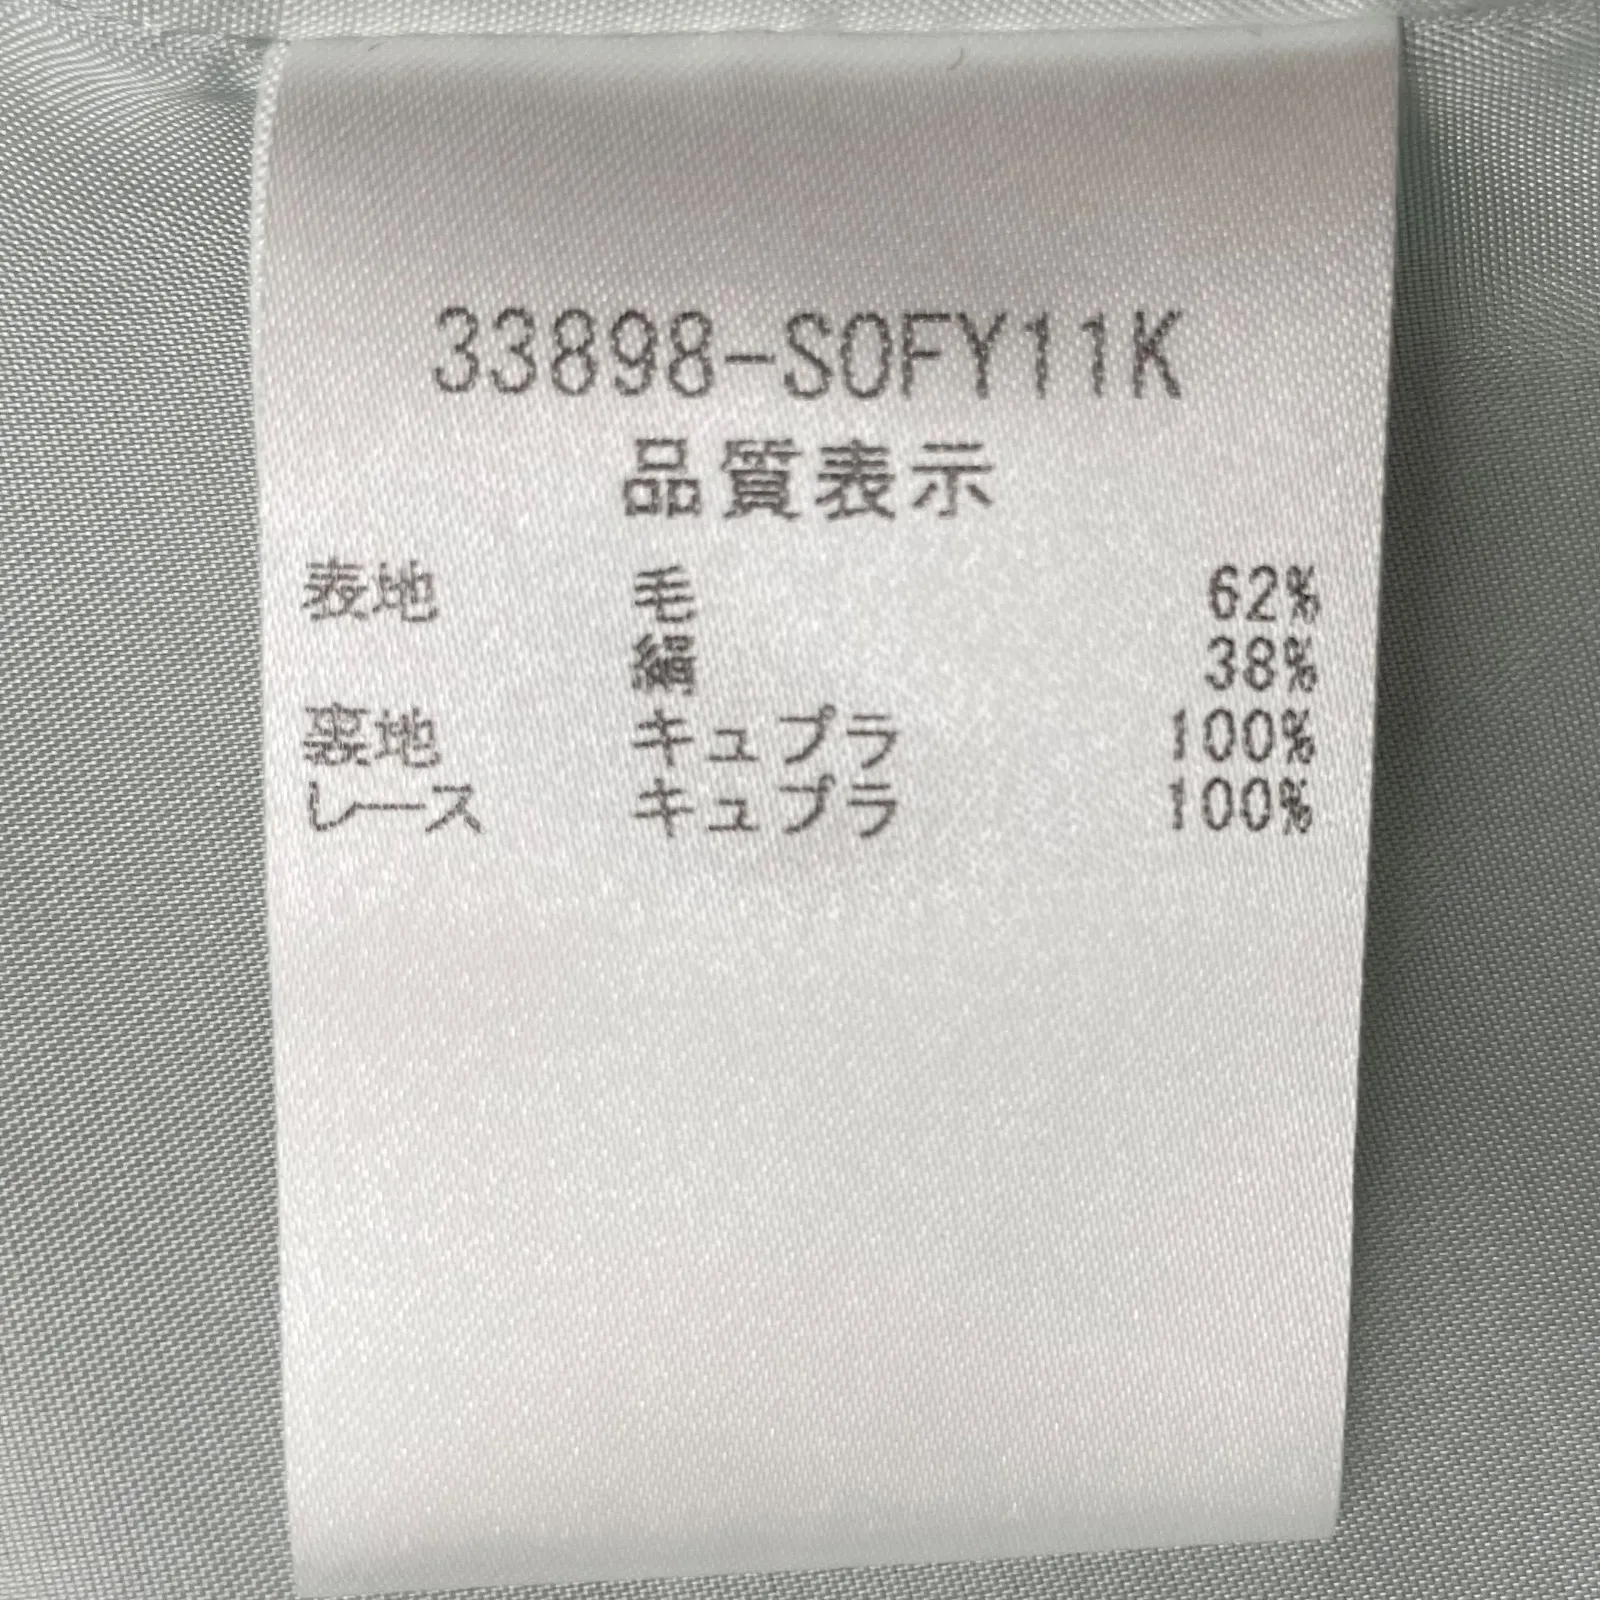 33898-SOFY11K
品質表示
表地 毛 62%
絹 38%
裏地 キュプラ 100%
レース キュプラ 100%